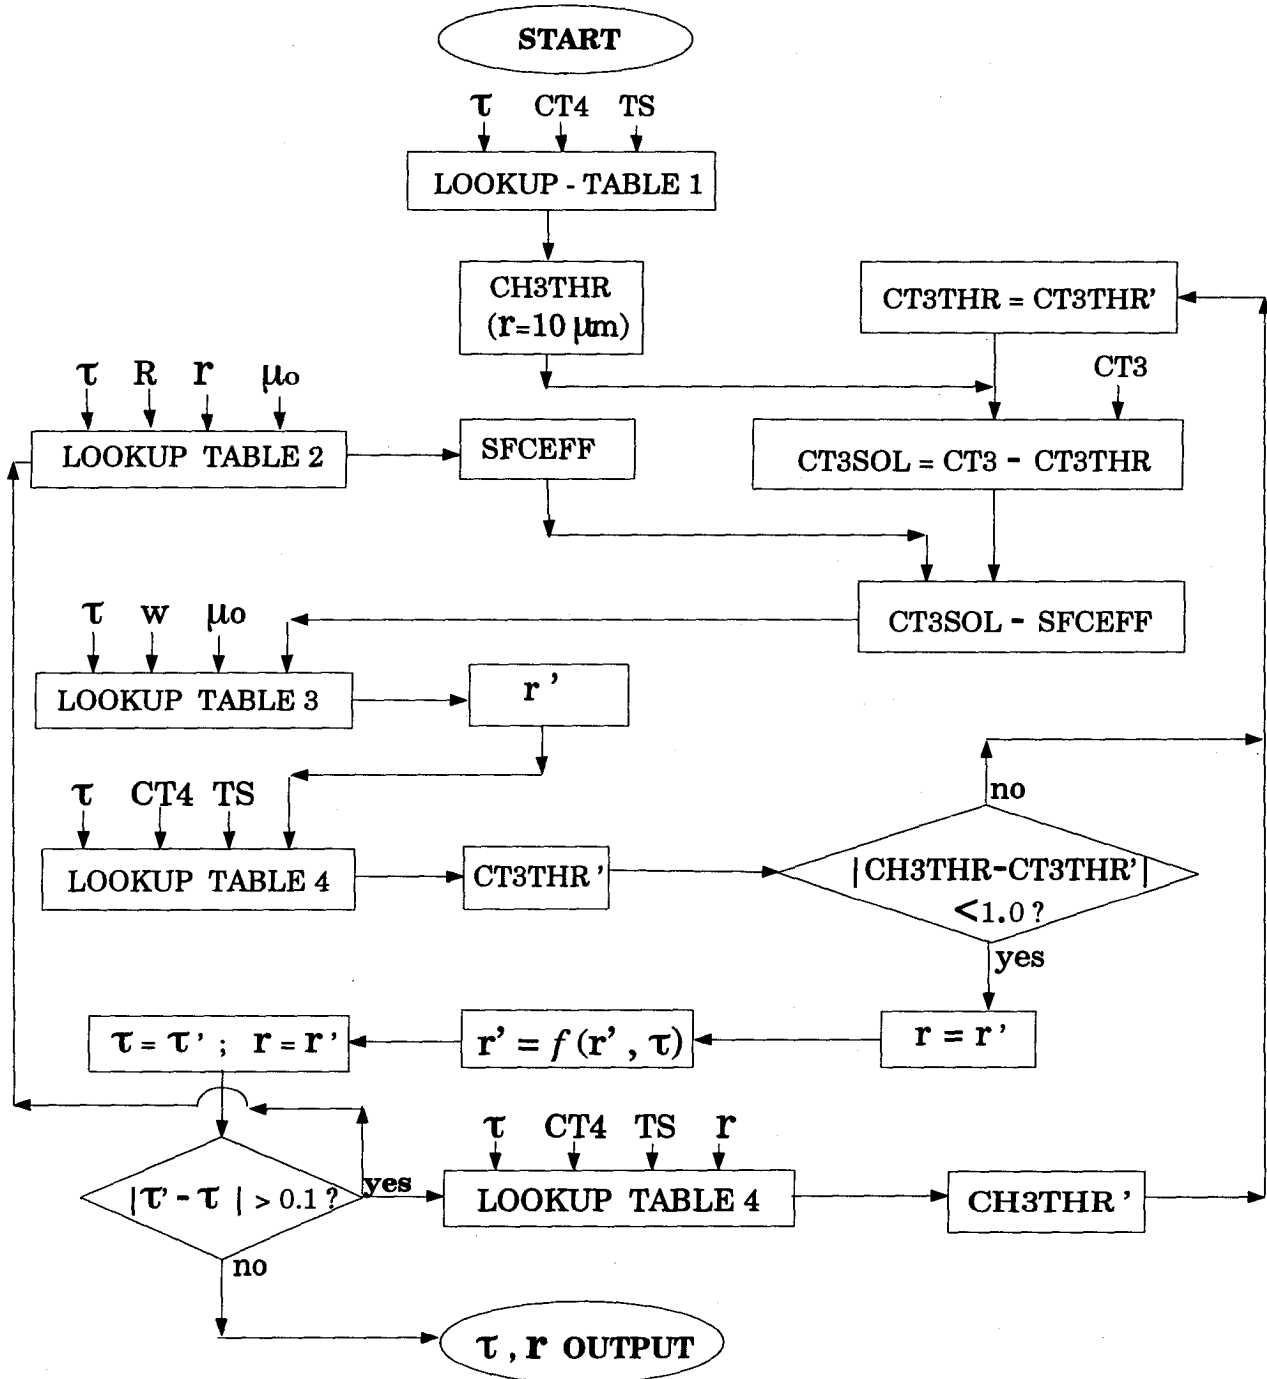 START
τ CT4 TS
LOOKUP - TABLE 1
CH3THR
(r=10 μm)
CT3THR = CT3THR'
CT3
τ R r μo
LOOKUP TABLE 2
SFCEFF
CT3SOL = CT3 - CT3THR
CT3SOL - SFCEFF
τ w μo
LOOKUP TABLE 3
r'
τ CT4 TS
LOOKUP TABLE 4
CT3THR'
|CH3THR-CT3THR'|
<1.0?
no
yes
r = r'
r' = f(r', τ)
τ = τ'; r = r'
|τ' - τ| > 0.1?
yes
no
τ CT4 TS r
LOOKUP TABLE 4
CH3THR'
τ, r OUTPUT